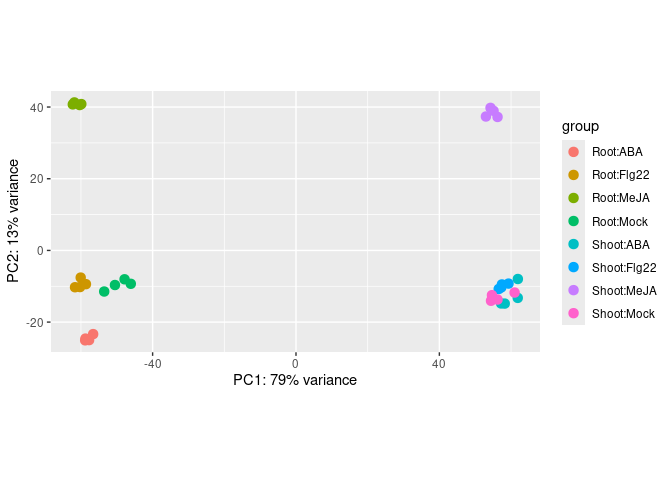 40
20
0
-20
-40
0
40
PC1: 79% variance
PC2: 13% variance
group
Root:ABA
Root:Flg22
Root:MeJA
Root:Mock
Shoot:ABA
Shoot:Flg22
Shoot:MeJA
Shoot:Mock